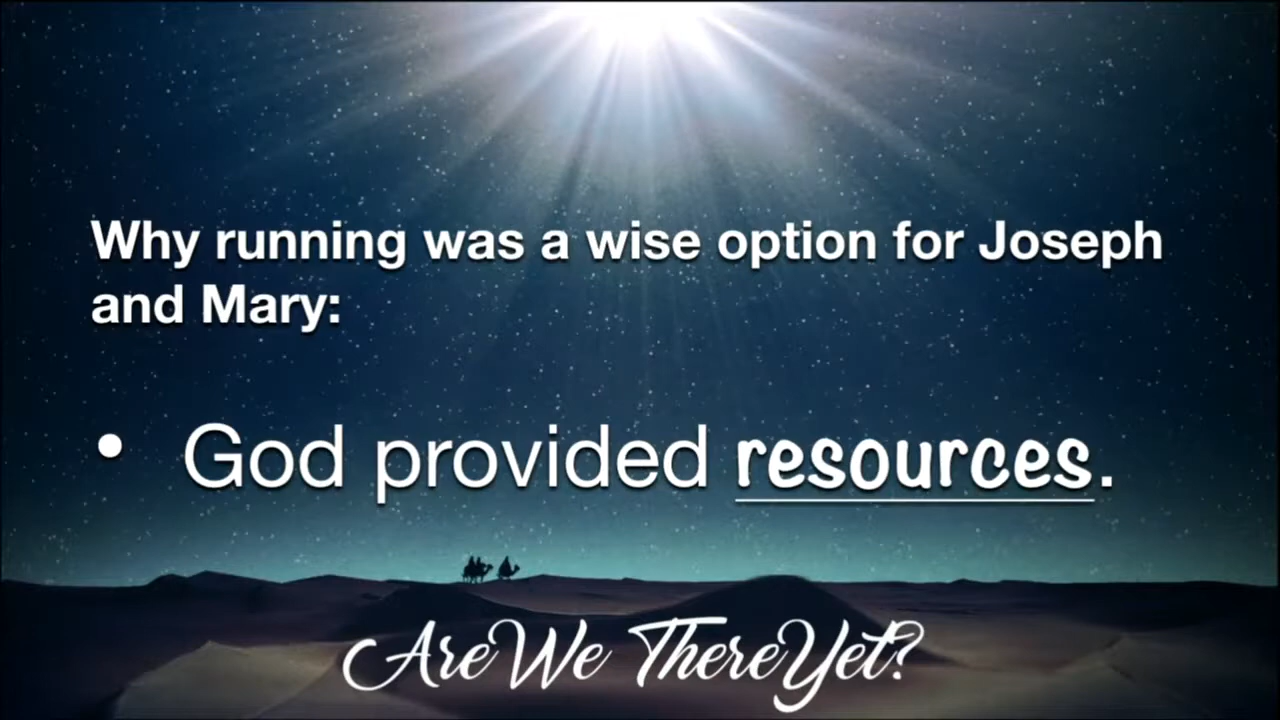 Why running was a wise option for Joseph
and Mary:
• God provided resources.
Are We There Yet?